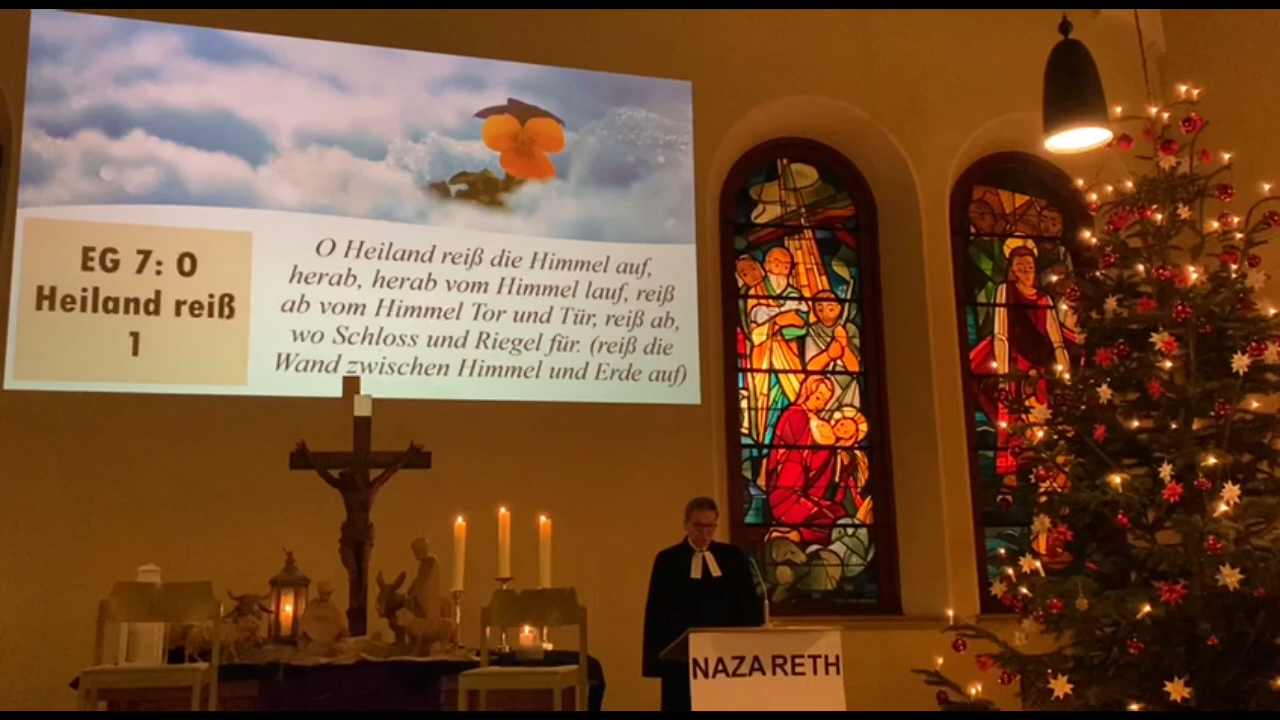 EG 7: O
Heiland reiß
1
O Heiland reiß die Himmel auf,
herab, herab vom Himmel lauf, reiß
ab vom Himmel Tor und Tür, reiß ab,
wo Schloss und Riegel für. (reiß die
Wand zwischen Himmel und Erde auf)
NAZARETH